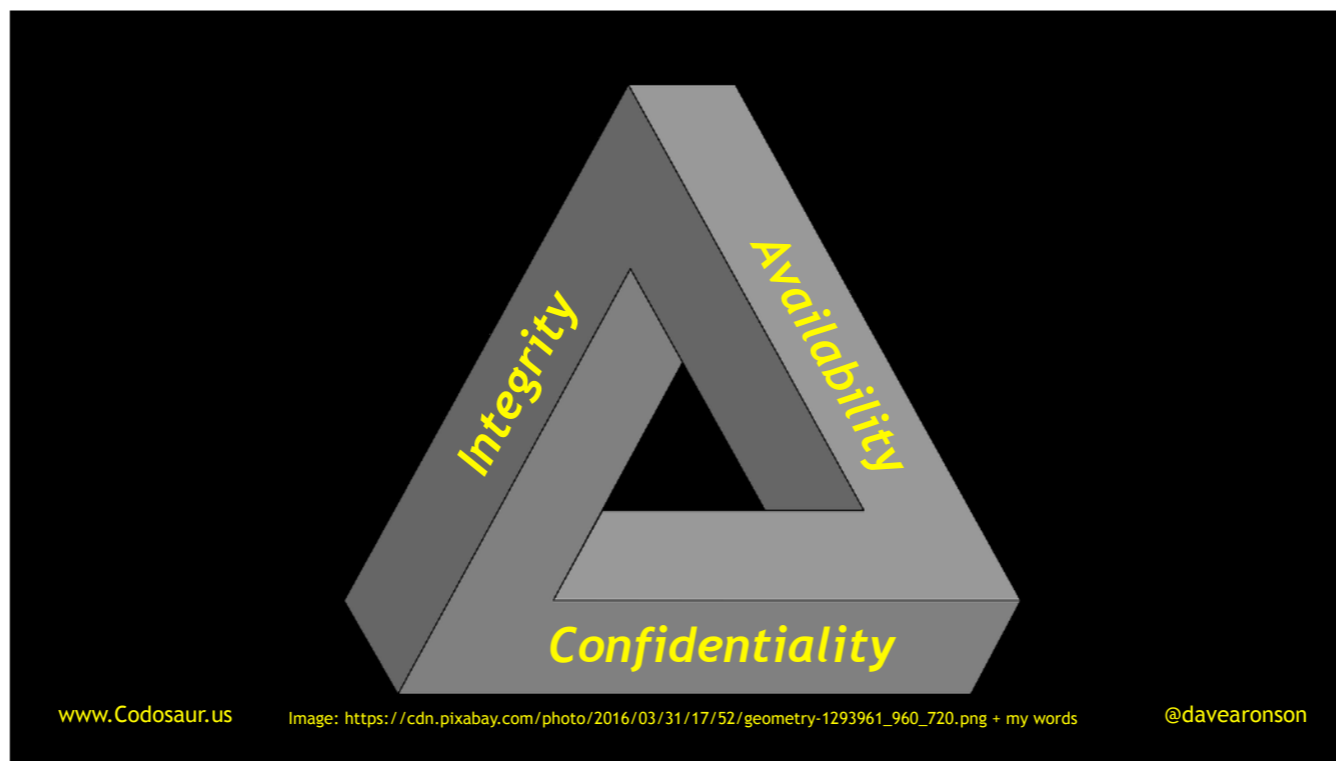 Availability
Integrity
Confidentiality
www.Codosaur.us
Image: https://cdn.pixabay.com/photo/2016/03/31/17/52/geometry-1293961_960_720.png + my words
@davearonson